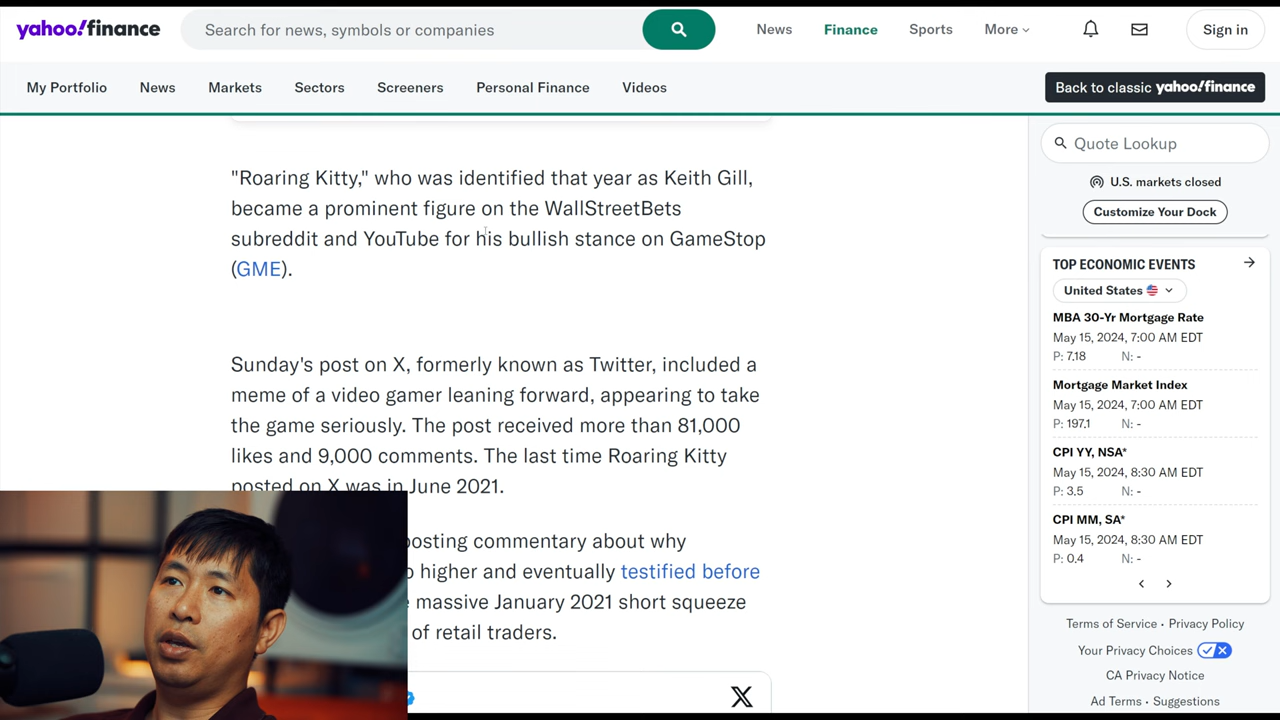 yahoo!finance
Search for news, symbols or companies
News
Finance
Sports
More
Sign in
My Portfolio
News
Markets
Sectors
Screeners
Personal Finance
Videos
Back to classic yahoo!finance
"Roaring Kitty," who was identified that year as Keith Gill,
became a prominent figure on the WallStreetBets
subreddit and YouTube for his bullish stance on GameStop
(GME).
Sunday's post on X, formerly known as Twitter, included a
meme of a video gamer leaning forward, appearing to take
the game seriously. The post received more than 81,000
likes and 9,000 comments. The last time Roaring Kitty
posted on X was in June 2021.
posting commentary about why
higher and eventually testified before
massive January 2021 short squeeze
of retail traders.
Quote Lookup
U.S. markets closed
Customize Your Dock
TOP ECONOMIC EVENTS
United States
MBA 30-Yr Mortgage Rate
May 15, 2024, 7:00 AM EDT
P: 7.18 N: -
Mortgage Market Index
May 15, 2024, 7:00 AM EDT
P: 197.1 N: -
CPI YY, NSA*
May 15, 2024, 8:30 AM EDT
P: 3.5 N: -
CPI MM, SA*
May 15, 2024, 8:30 AM EDT
P: 0.4 N: -
Terms of Service • Privacy Policy
Your Privacy Choices
CA Privacy Notice
Ad Terms • Suggestions